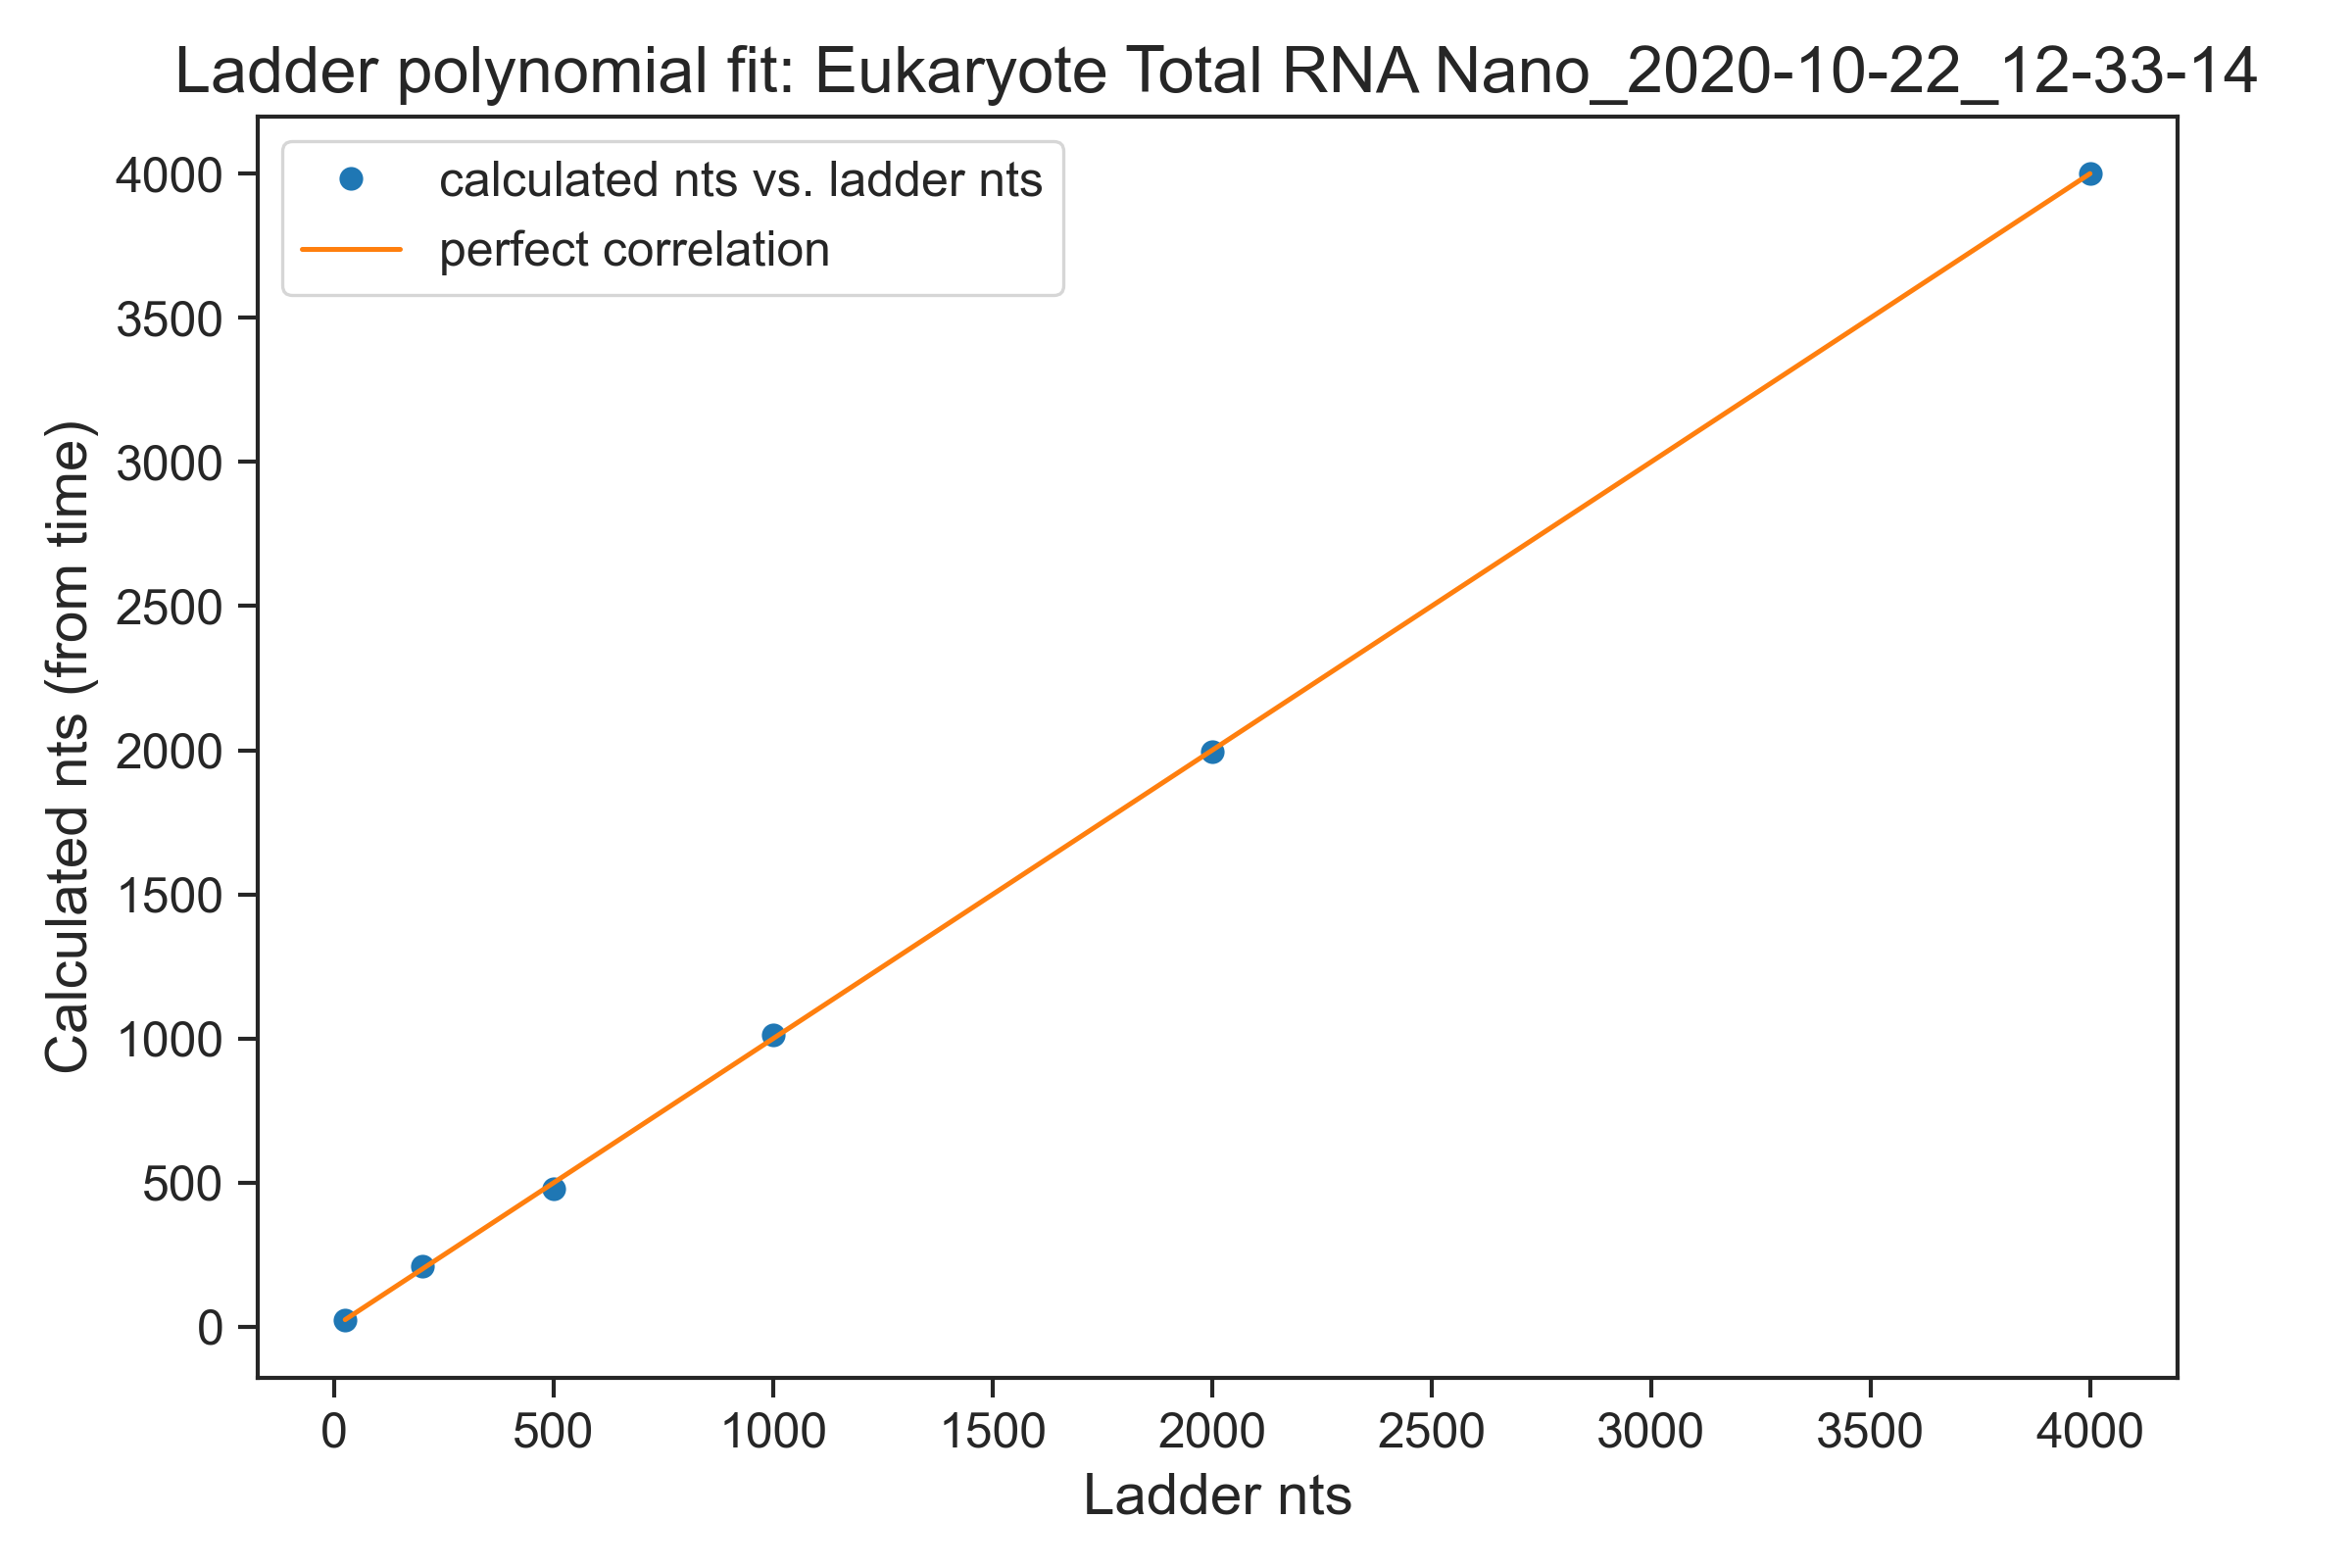 Ladder polynomial fit: Eukaryote Total RNA Nano_2020-10-22_12-33-14
calculated nts vs. ladder nts
perfect correlation
Calculated nts (from time)
4000
3500
3000
2500
2000
1500
1000
500
0
0 500 1000 1500 2000 2500 3000 3500 4000
Ladder nts